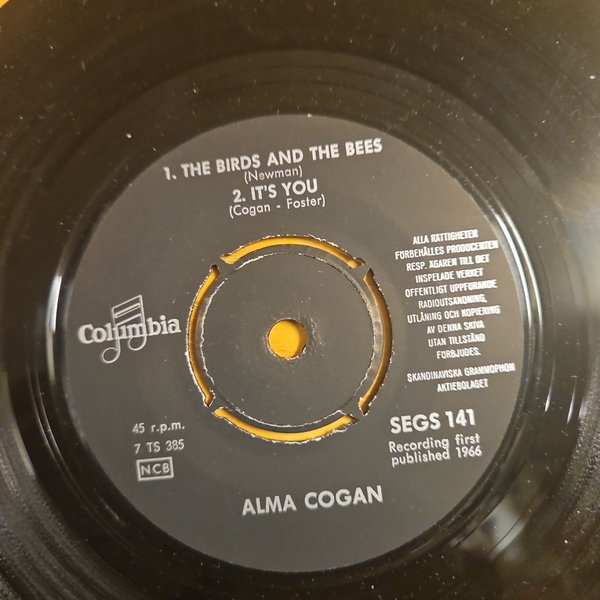 1. THE BIRDS AND THE BEES
(Newman)
2. IT'S YOU
(Cogan - Foster)
Columbia
ALLA RÄTTIGHETER
FÖRBEHÅLLES PRODUCENTEN
RESP. ÄGAREN TILL DET
INSPELADE VERKET
OFFENTLIGT UPPFÖRANDE
RADIOUTSÄNDNING,
UTLÅNING OCH KOPIERING
AV DENNA SKIVA
UTAN TILLSTÅND
FÖRBJUDES.
SKANDINAVISKA GRAMMOPHON
AKTIEBOLAGET
45 r.p.m.
7 TS 385
NCB
SEGS 141
Recording first
published 1966
ALMA COGAN